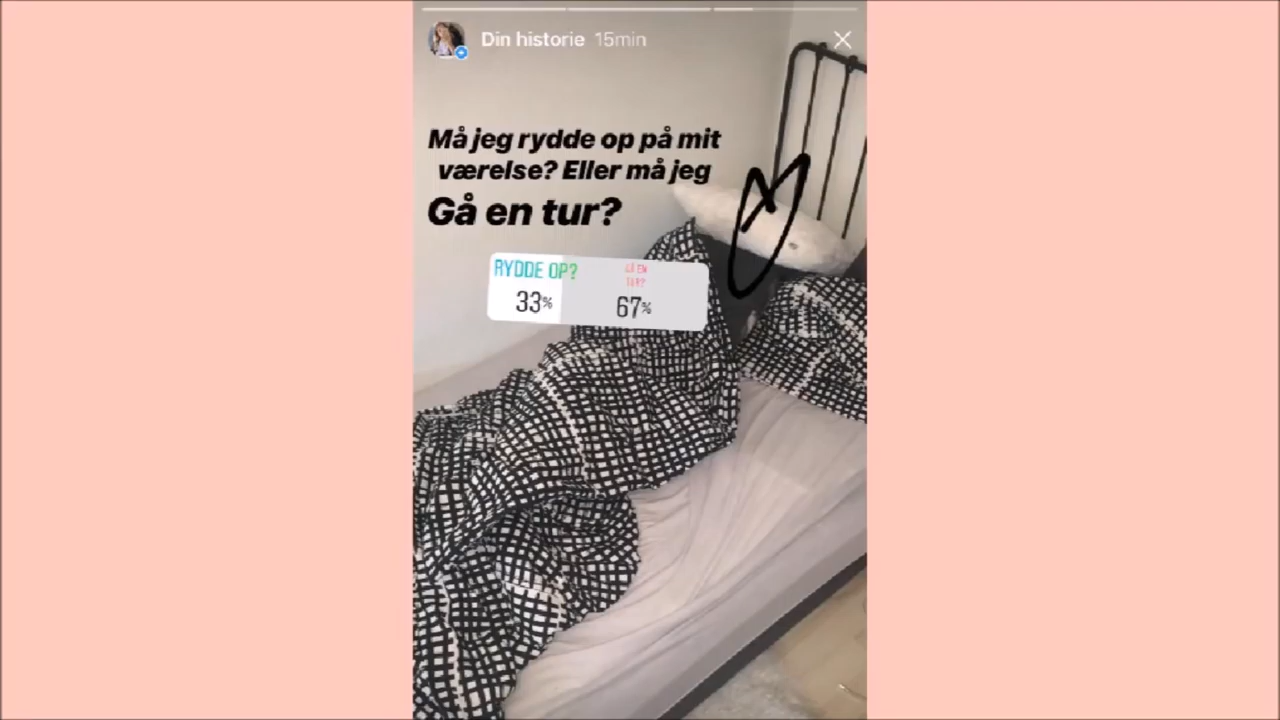 Din historie 15min
Må jeg rydde op på mit
værelse? Eller må jeg
Gå en tur?
RYDDE OP?
33%
GÅ EN
TUR?
67%